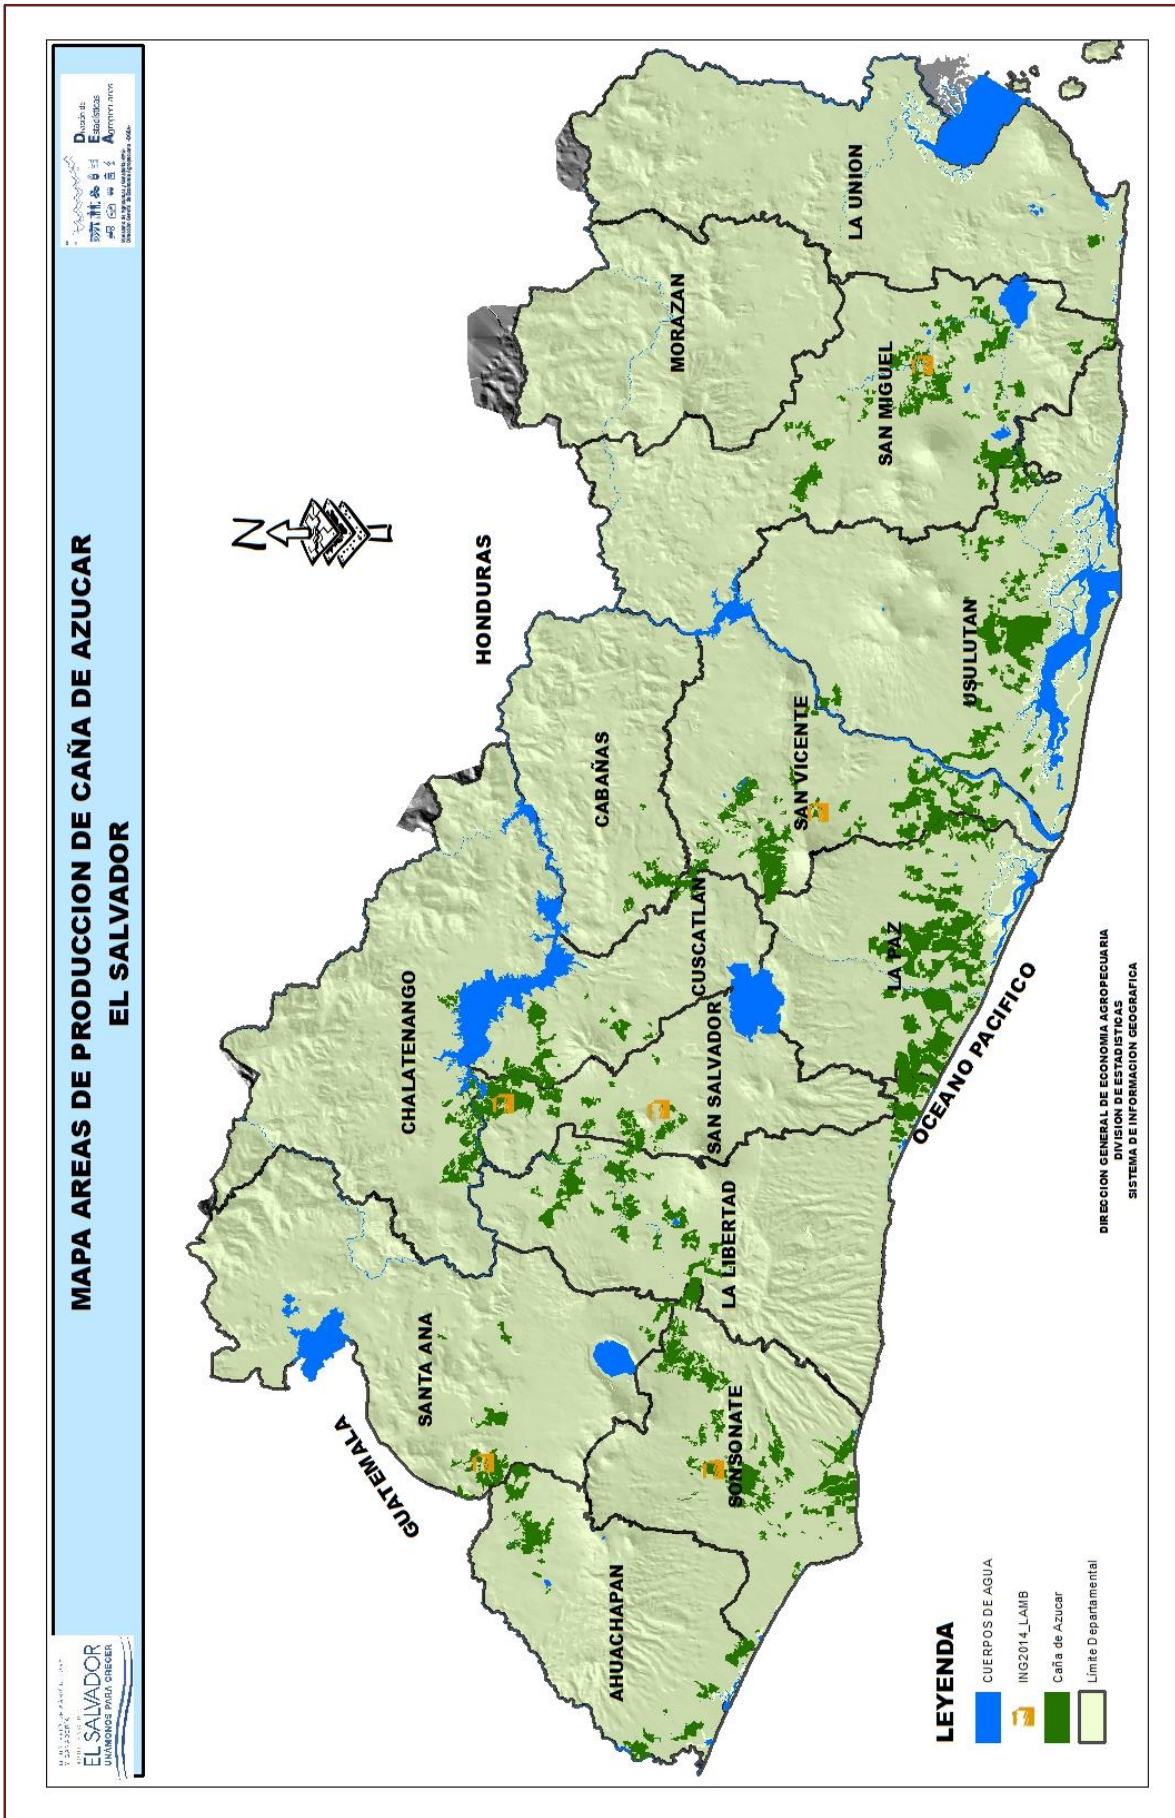 MAPA AREAS DE PRODUCCION DE CAÑA DE AZUCAR
EL SALVADOR
EL SALVADOR
UNÁMONOS PARA CRECER
División de
Estadísticas
Agropecuarias
N
HONDURAS
GUATEMALA
CHALATENANGO
SANTA ANA
CABAÑAS
MORAZAN
AHUACHAPAN
CUSCATLAN
SAN SALVADOR
LA LIBERTAD
SONSONATE
SAN VICENTE
LA UNION
SAN MIGUEL
LA PAZ
USULUTAN
OCEANO PACIFICO
LEYENDA
CUERPOS DE AGUA
ING2014_LAMB
Caña de Azucar
Límite Departamental
DIRECCION GENERAL DE ECONOMIA AGROPECUARIA
DIVISION DE ESTADISTICAS
SISTEMA DE INFORMACION GEOGRAFICA